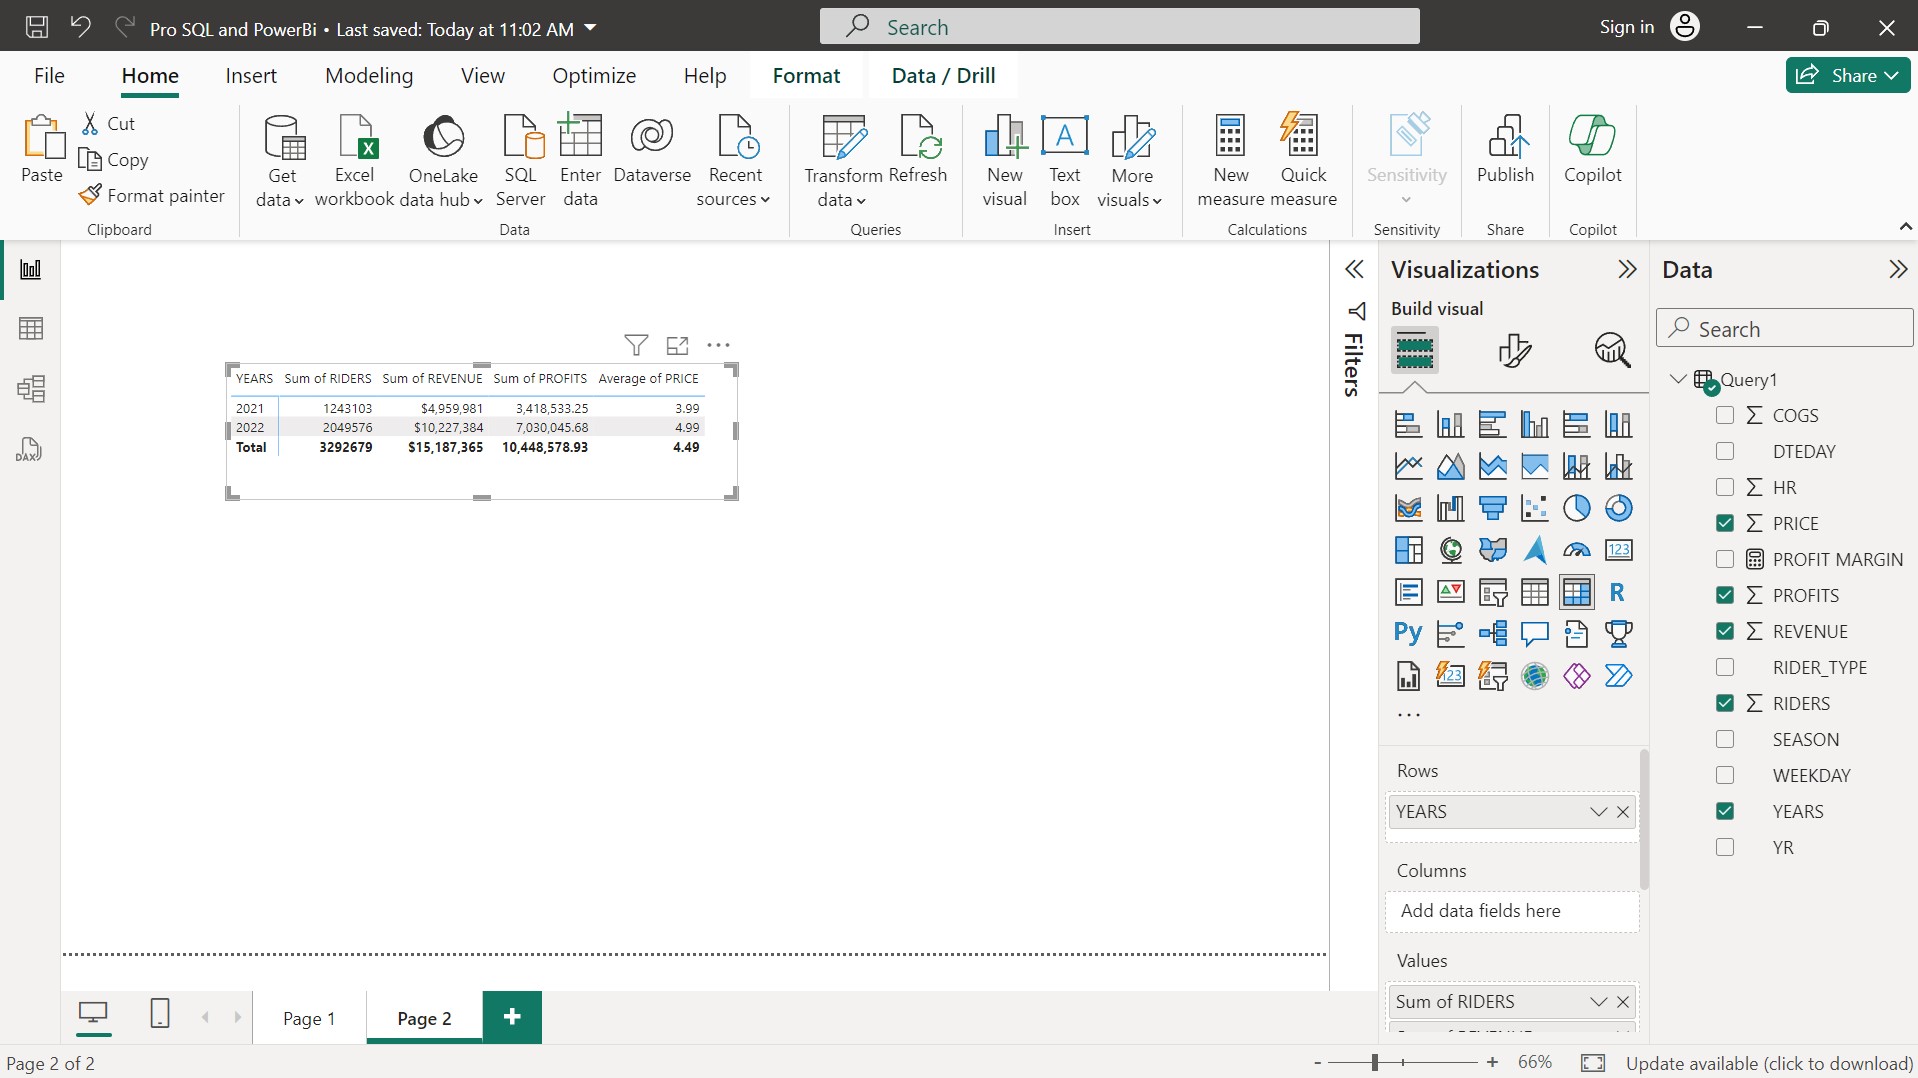 Pro SQL and PowerBi • Last saved: Today at 11:02 AM
Search
Sign in
File
Home
Insert
Modeling
View
Optimize
Help
Format
Data / Drill
Share
Paste
Cut
Copy
Format painter
Clipboard
Get data
Excel workbook
OneLake data hub
SQL Server
Enter data
Dataverse
Recent sources
Data
Transform data
Refresh
Queries
New visual
Text box
More visuals
Insert
New measure
Quick measure
Calculations
Sensitivity
Sensitivity
Publish
Share
Copilot
Copilot
YEARS Sum of RIDERS Sum of REVENUE Sum of PROFITS Average of PRICE
2021 1243103 $4,959,981 3,418,533.25 3.99
2022 2049576 $10,227,384 7,030,045.68 4.99
Total 3292679 $15,187,365 10,448,578.93 4.49
Filters
Visualizations
Build visual
123
R
Py
123
Rows
YEARS
Columns
Add data fields here
Values
Sum of RIDERS
Data
Search
Query1
COGS
DTEDAY
HR
PRICE
PROFIT MARGIN
PROFITS
REVENUE
RIDER_TYPE
RIDERS
SEASON
WEEKDAY
YEARS
YR
DAX
Page 1
Page 2
Page 2 of 2
- + 66%
Update available (click to download)